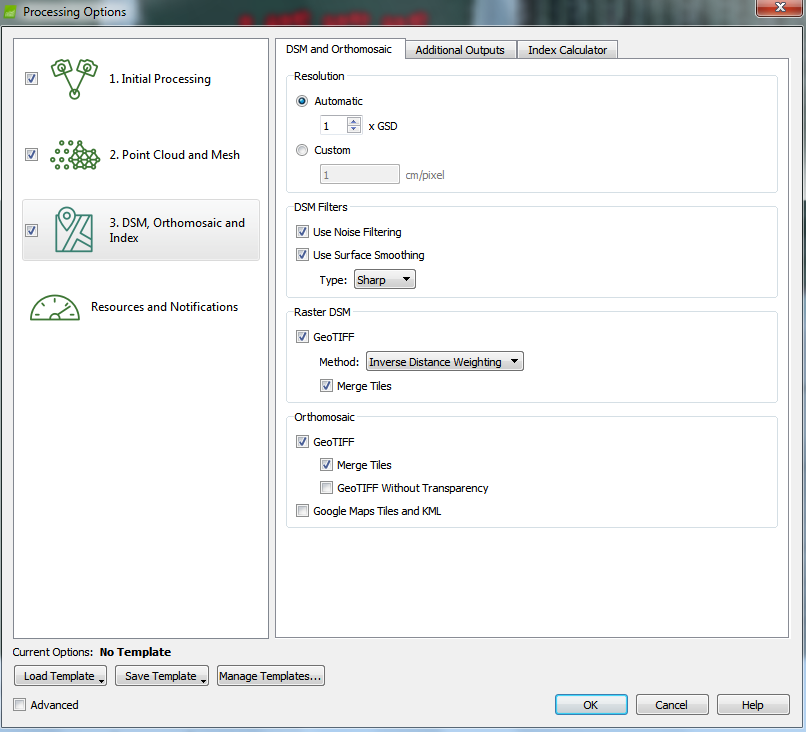 Processing Options
1. Initial Processing
2. Point Cloud and Mesh
3. DSM, Orthomosaic and
Index
Resources and Notifications
DSM and Orthomosaic
Additional Outputs
Index Calculator
Resolution
Automatic
1 x GSD
Custom
1 cm/pixel
DSM Filters
Use Noise Filtering
Use Surface Smoothing
Type: Sharp
Raster DSM
GeoTIFF
Method: Inverse Distance Weighting
Merge Tiles
Orthomosaic
GeoTIFF
Merge Tiles
GeoTIFF Without Transparency
Google Maps Tiles and KML
Current Options: No Template
Load Template
Save Template
Manage Templates...
Advanced
OK
Cancel
Help